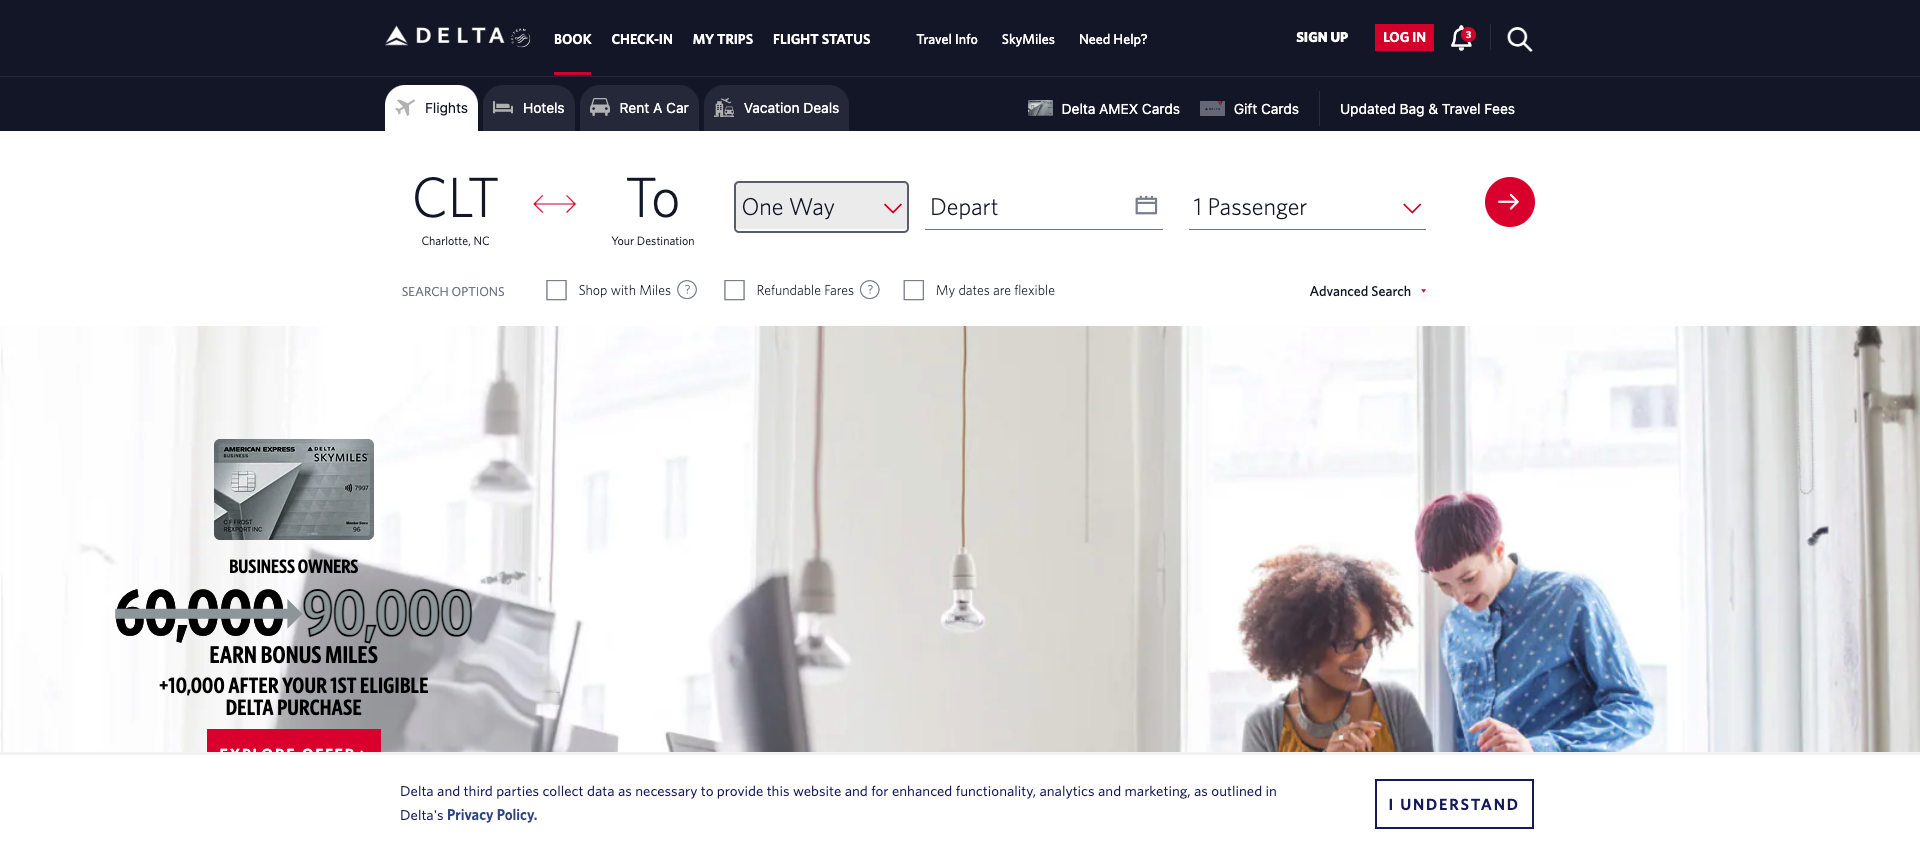 DELTA
BOOK
CHECK-IN
MY TRIPS
FLIGHT STATUS
Travel Info
SkyMiles
Need Help?
SIGN UP
LOG IN
3
Flights
Hotels
Rent A Car
Vacation Deals
Delta AMEX Cards
Gift Cards
Updated Bag & Travel Fees
CLT
Charlotte, NC
To
Your Destination
One Way
Depart
1 Passenger
SEARCH OPTIONS
Shop with Miles ?
Refundable Fares ?
My dates are flexible
Advanced Search
AMERICAN EXPRESS
BUSINESS
DELTA
SKYMILES
7997
C F FROST
REXPORT INC
Member Since
96
BUSINESS OWNERS
60,000 90,000
EARN BONUS MILES
+10,000 AFTER YOUR 1ST ELIGIBLE
DELTA PURCHASE
EXPLORE OFFER
Delta and third parties collect data as necessary to provide this website and for enhanced functionality, analytics and marketing, as outlined in
Delta's Privacy Policy.
I UNDERSTAND